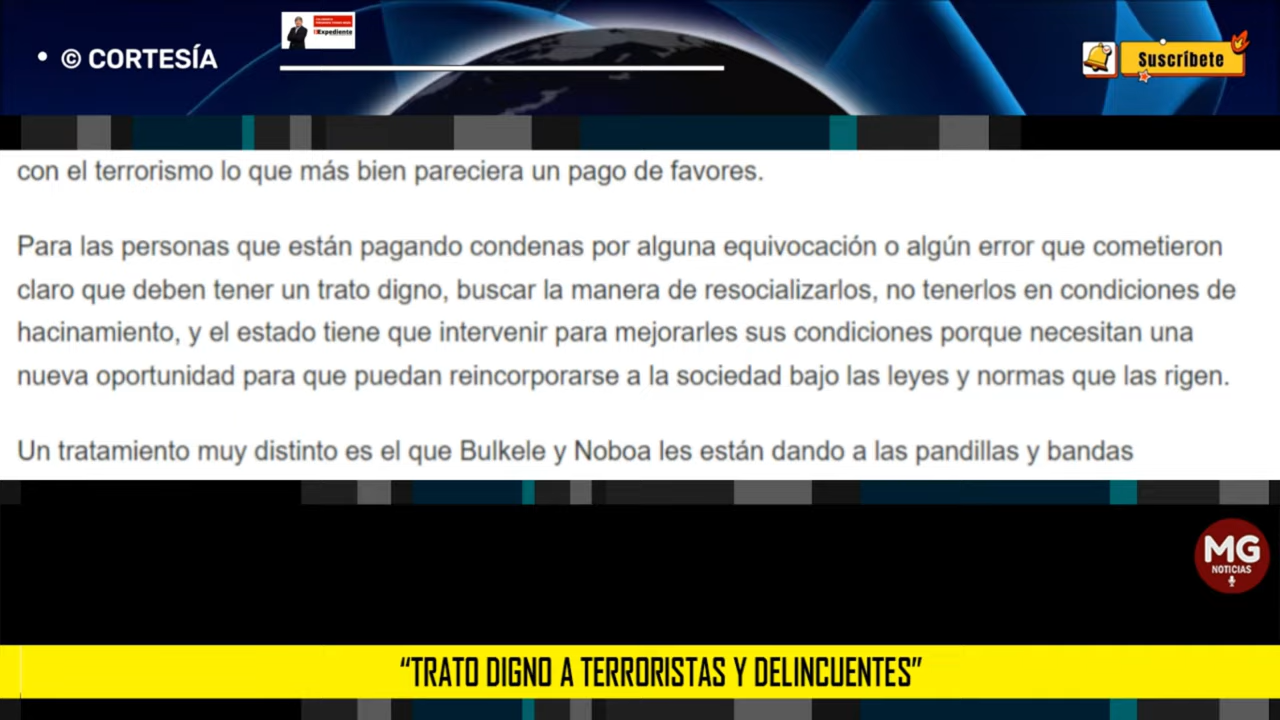 • © CORTESÍA
Expediente
Suscríbete
con el terrorismo lo que más bien pareciera un pago de favores.
Para las personas que están pagando condenas por alguna equivocación o algún error que cometieron
claro que deben tener un trato digno, buscar la manera de resocializarlos, no tenerlos en condiciones de
hacinamiento, y el estado tiene que intervenir para mejorarles sus condiciones porque necesitan una
nueva oportunidad para que puedan reincorporarse a la sociedad bajo las leyes y normas que las rigen.
Un tratamiento muy distinto es el que Bulkele y Noboa les están dando a las pandillas y bandas
MG
NOTICIAS
“TRATO DIGNO A TERRORISTAS Y DELINCUENTES”